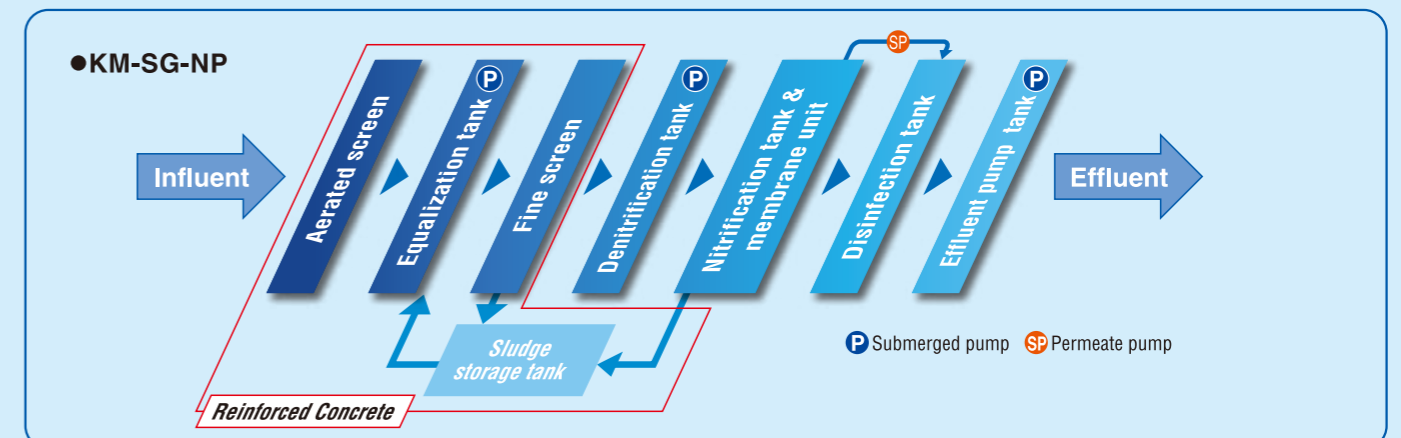 ●KM-SG-NP
Influent
Aerated screen
Equalization tank
P
Fine screen
Denitrification tank
P
Nitrification tank &
membrane unit
SP
Disinfection tank
Effluent pump tank
P
Effluent
Sludge
storage tank
P Submerged pump SP Permeate pump
Reinforced Concrete